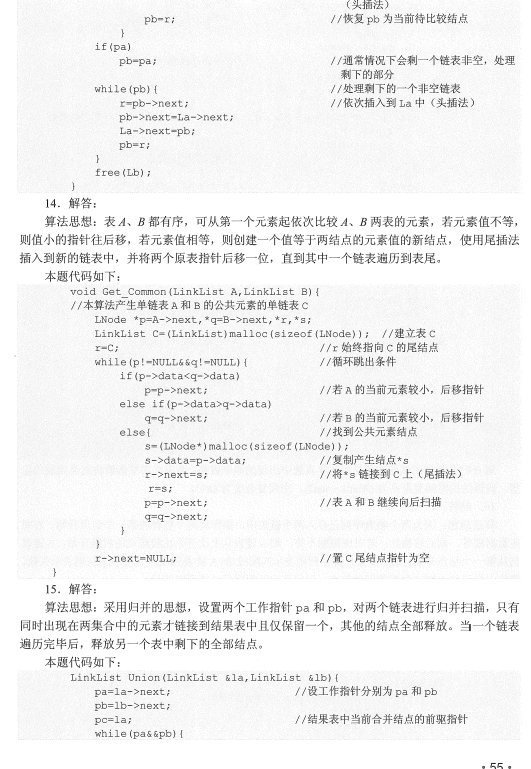 （头插法）
pb=r; //恢复 pb 为当前待比较结点
}
if(pa)
pb=pa; //通常情况下会剩一个链表非空，处理
剩下的部分
while(pb){ //处理剩下的一个非空链表
r=pb->next; //依次插入到 La 中（头插法）
pb->next=La->next;
La->next=pb;
pb=r;
}
free(Lb);
}
14．解答：
算法思想：表 A、B 都有序，可从第一个元素起依次比较 A、B 两表的元素，若元素值不等，
则值小的指针往后移，若元素值相等，则创建一个值等于两结点的元素值的新结点，使用尾插法
插入到新的链表中，并将两个原表指针后移一位，直到其中一个链表遍历到表尾。
本题代码如下：
void Get_Common(LinkList A,LinkList B){
//本算法产生单链表 A 和 B 的公共元素的单链表 C
LNode *p=A->next,*q=B->next,*r,*s;
LinkList C=(LinkList)malloc(sizeof(LNode)); //建立表 C
r=C; //r 始终指向 C 的尾结点
while(p!=NULL&&q!=NULL){ //循环跳出条件
if(p->data<q->data)
p=p->next; //若 A 的当前元素较小，后移指针
else if(p->data>q->data)
q=q->next; //若 B 的当前元素较小，后移指针
else{ //找到公共元素结点
s=(LNode*)malloc(sizeof(LNode));
s->data=p->data; //复制产生结点*s
r->next=s; //将*s 链接到 C 上（尾插法）
r=s;
p=p->next; //表 A 和 B 继续向后扫描
q=q->next;
}
}
r->next=NULL; //置 C 尾结点指针为空
}
15．解答：
算法思想：采用归并的思想，设置两个工作指针 pa 和 pb，对两个链表进行归并扫描，只有
同时出现在两集合中的元素才链接到结果表中且仅保留一个，其他的结点全部释放。当一个链表
遍历完毕后，释放另一个表中剩下的全部结点。
本题代码如下：
LinkList Union(LinkList &la,LinkList &lb){
pa=la->next; //设工作指针分别为 pa 和 pb
pb=lb->next;
pc=la; //结果表中当前合并结点的前驱指针
while(pa&&pb){
• 55 •